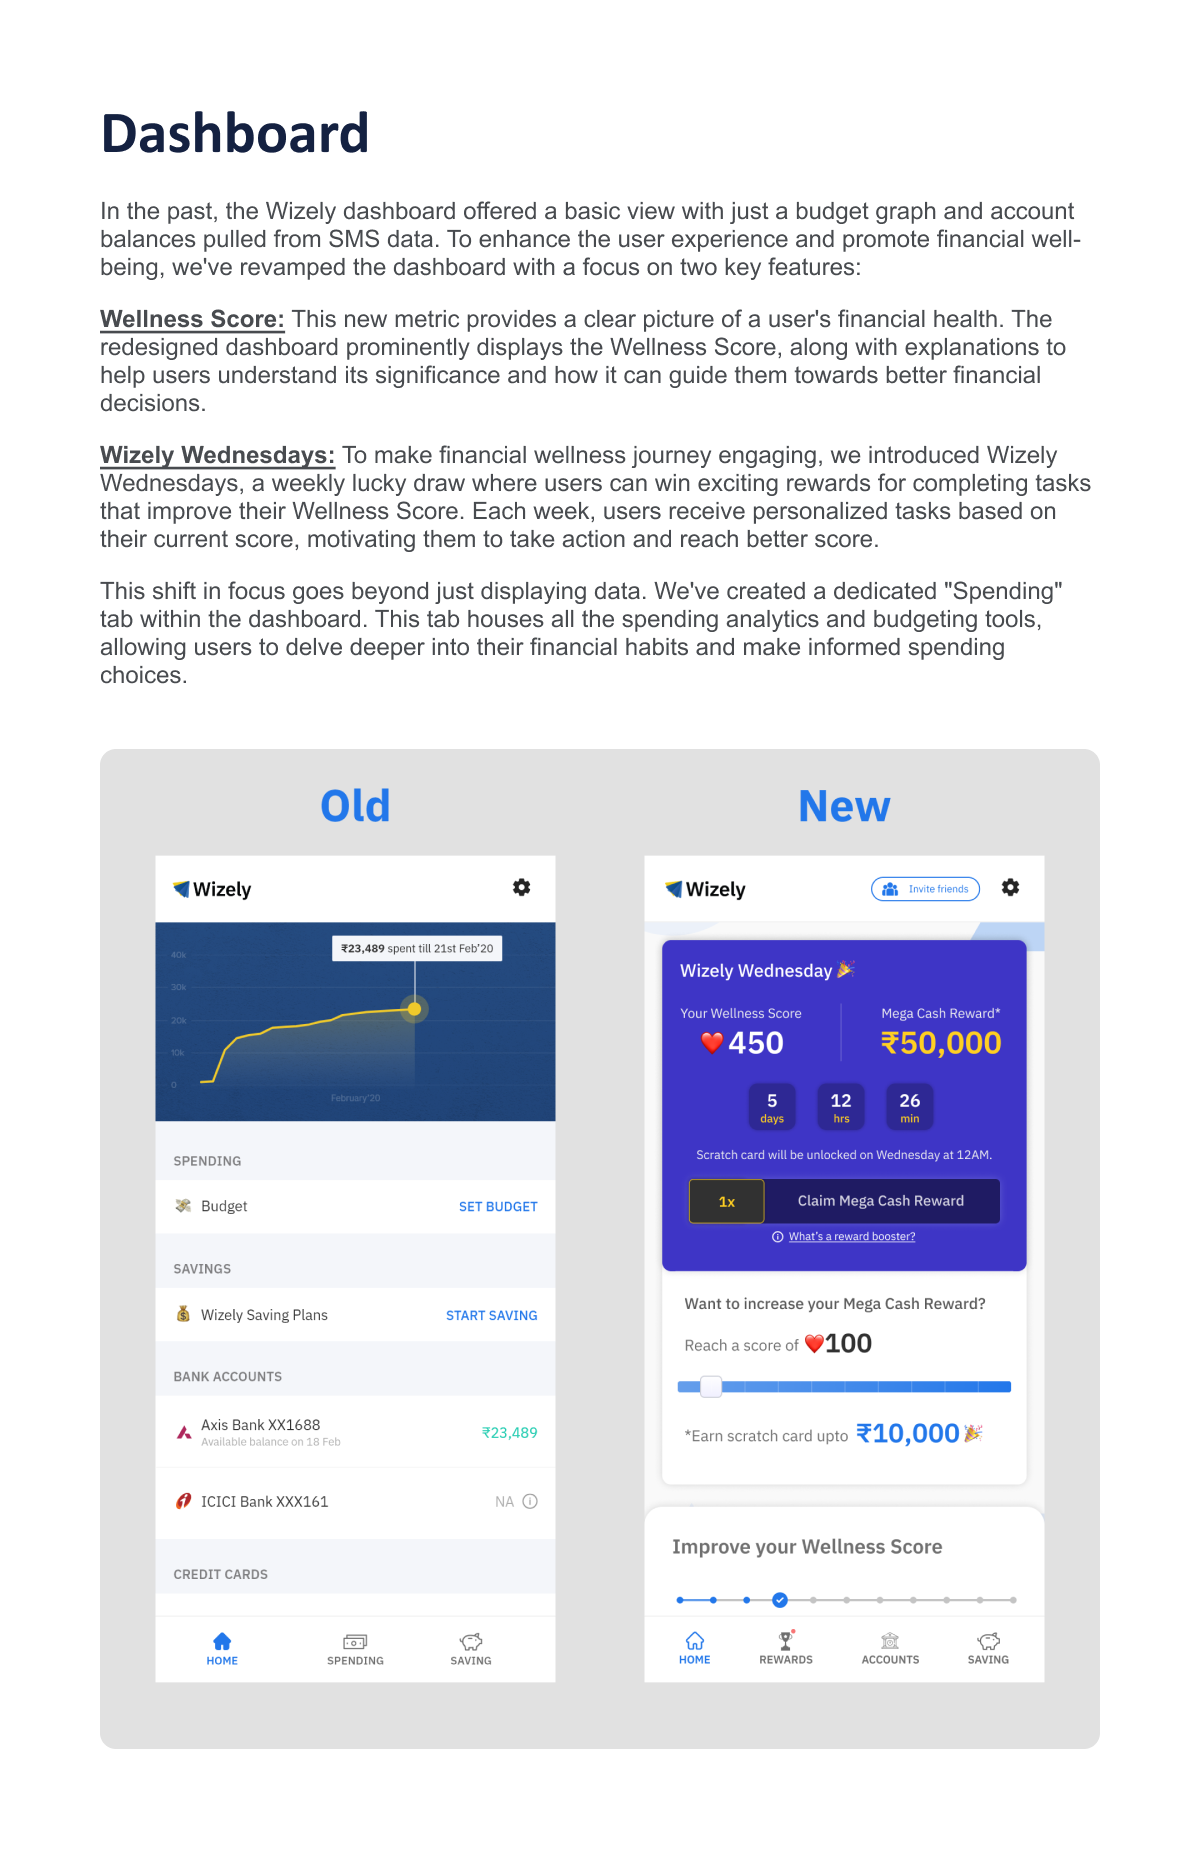 Dashboard
In the past, the Wizely dashboard offered a basic view with just a budget graph and account
balances pulled from SMS data. To enhance the user experience and promote financial well-
being, we've revamped the dashboard with a focus on two key features:
Wellness Score: This new metric provides a clear picture of a user's financial health. The
redesigned dashboard prominently displays the Wellness Score, along with explanations to
help users understand its significance and how it can guide them towards better financial
decisions.
Wizely Wednesdays: To make financial wellness journey engaging, we introduced Wizely
Wednesdays, a weekly lucky draw where users can win exciting rewards for completing tasks
that improve their Wellness Score. Each week, users receive personalized tasks based on
their current score, motivating them to take action and reach better score.
This shift in focus goes beyond just displaying data. We've created a dedicated "Spending"
tab within the dashboard. This tab houses all the spending analytics and budgeting tools,
allowing users to delve deeper into their financial habits and make informed spending
choices.
Old
Wizely
₹23,489 spent till 21st Feb'20
40k
30k
20k
10k
0
February'20
SPENDING
Budget SET BUDGET
SAVINGS
Wizely Saving Plans START SAVING
BANK ACCOUNTS
Axis Bank XX1688 ₹23,489
Available balance on 18 Feb
ICICI Bank XXX161 NA
CREDIT CARDS
HOME SPENDING SAVING
New
Wizely Invite friends
Wizely Wednesday
Your Wellness Score Mega Cash Reward*
450 ₹50,000
5 12 26
days hrs min
Scratch card will be unlocked on Wednesday at 12AM.
1x Claim Mega Cash Reward
What's a reward booster?
Want to increase your Mega Cash Reward?
Reach a score of 100
*Earn scratch card upto ₹10,000
Improve your Wellness Score
HOME REWARDS ACCOUNTS SAVING